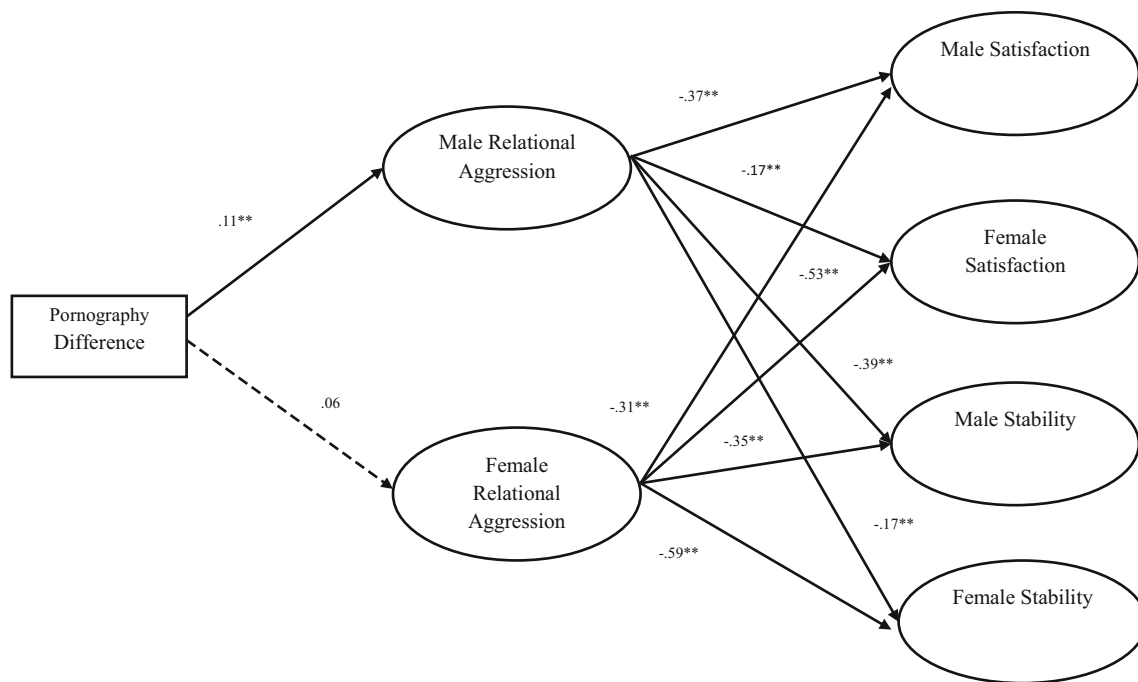 Male Satisfaction
-.37**
Male Relational
Aggression
-.17**
.11**
Female
Satisfaction
-.53**
Pornography
Difference
-.39**
.06
-.31**
Male Stability
-.35**
Female
Relational
Aggression
-.17**
-.59**
Female Stability